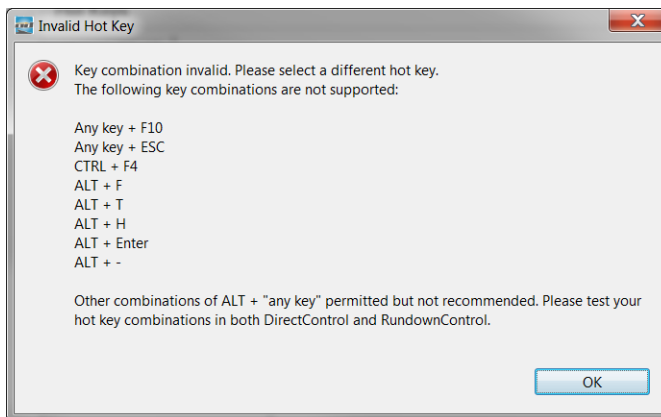 Invalid Hot Key
Key combination invalid. Please select a different hot key.
The following key combinations are not supported:
Any key + F10
Any key + ESC
CTRL + F4
ALT + F
ALT + T
ALT + H
ALT + Enter
ALT + -
Other combinations of ALT + "any key" permitted but not recommended. Please test your
hot key combinations in both DirectControl and RundownControl.
OK